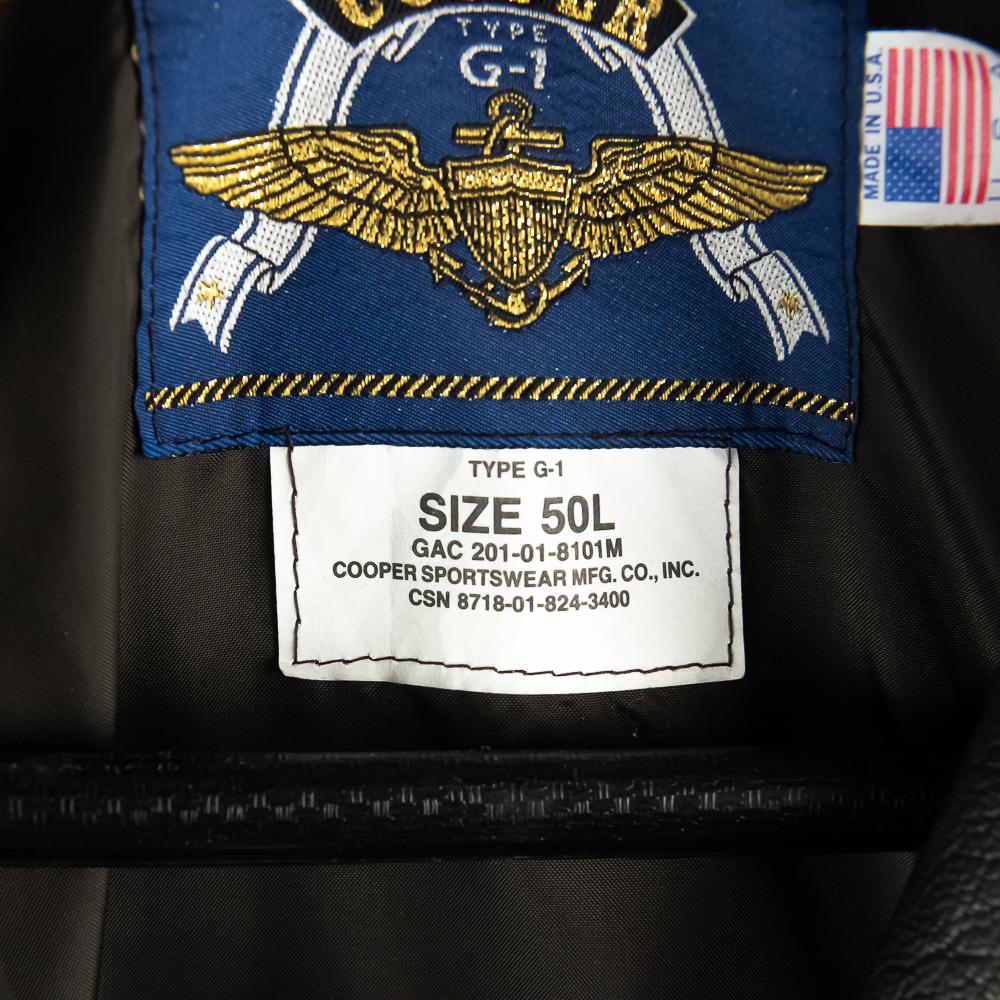 COOPER
TYPE
G-1
MADE IN U.S.A.
TYPE G-1
SIZE 50L
GAC 201-01-8101M
COOPER SPORTSWEAR MFG. CO., INC.
CSN 8718-01-824-3400